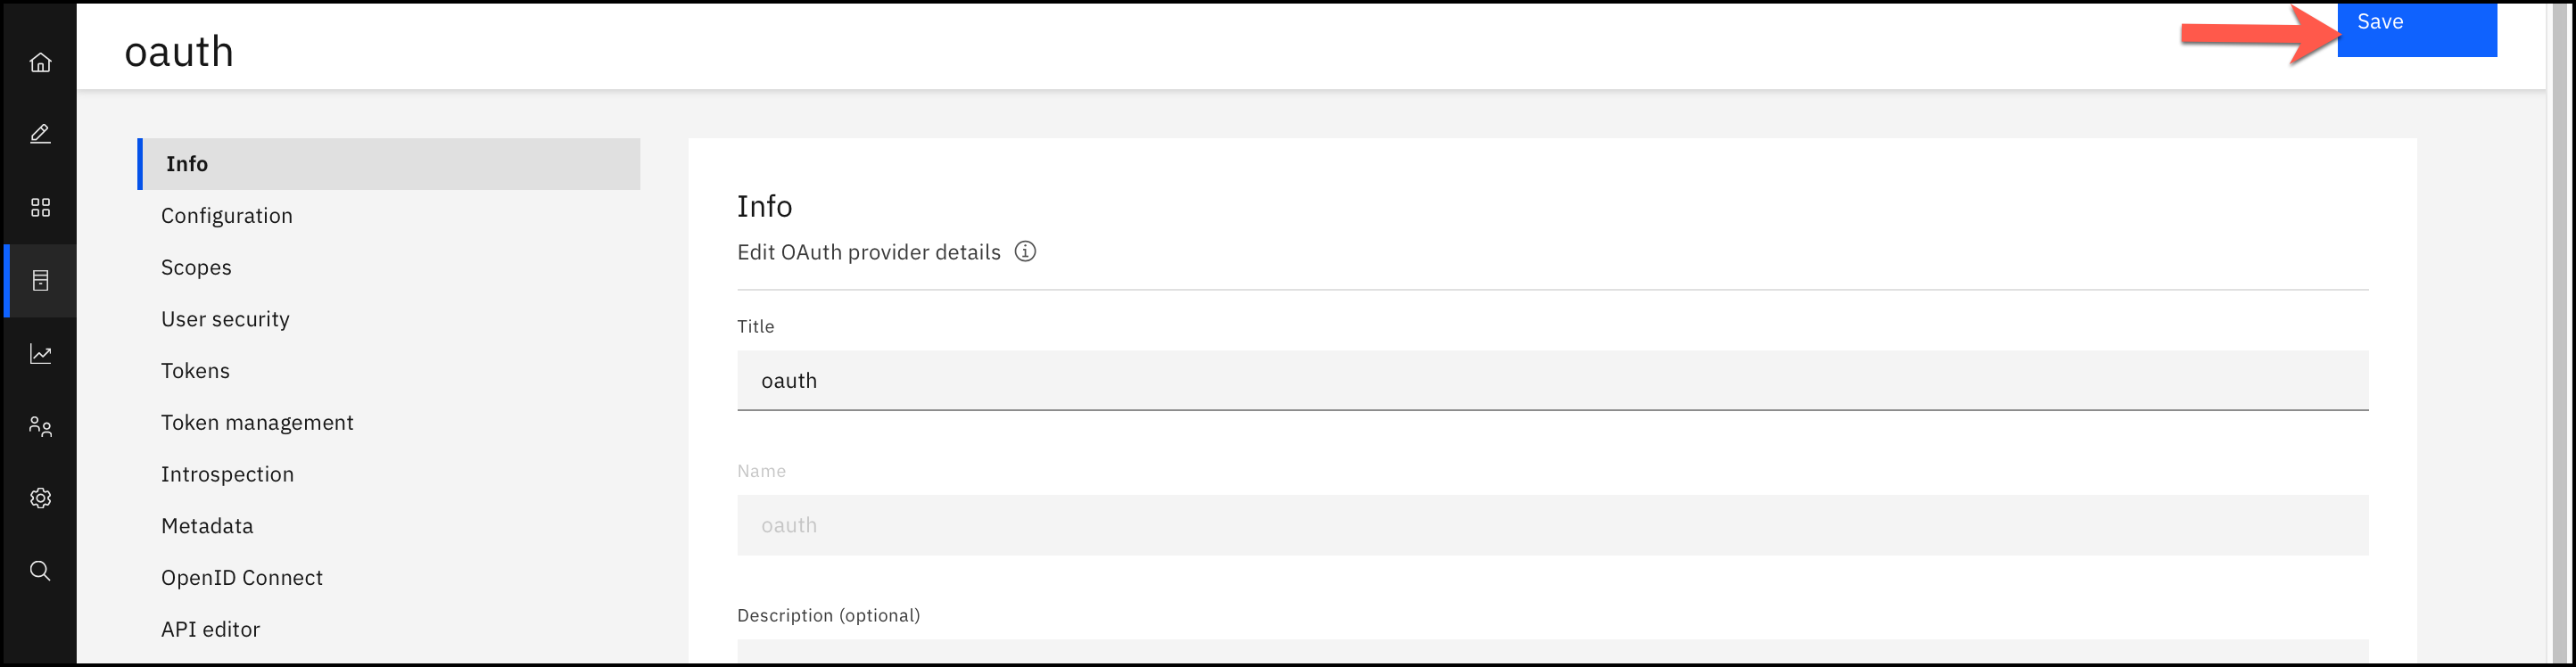 oauth
Save
Info
Configuration
Scopes
User security
Tokens
Token management
Introspection
Metadata
OpenID Connect
API editor
Info
Edit OAuth provider details
Title
oauth
Name
oauth
Description (optional)